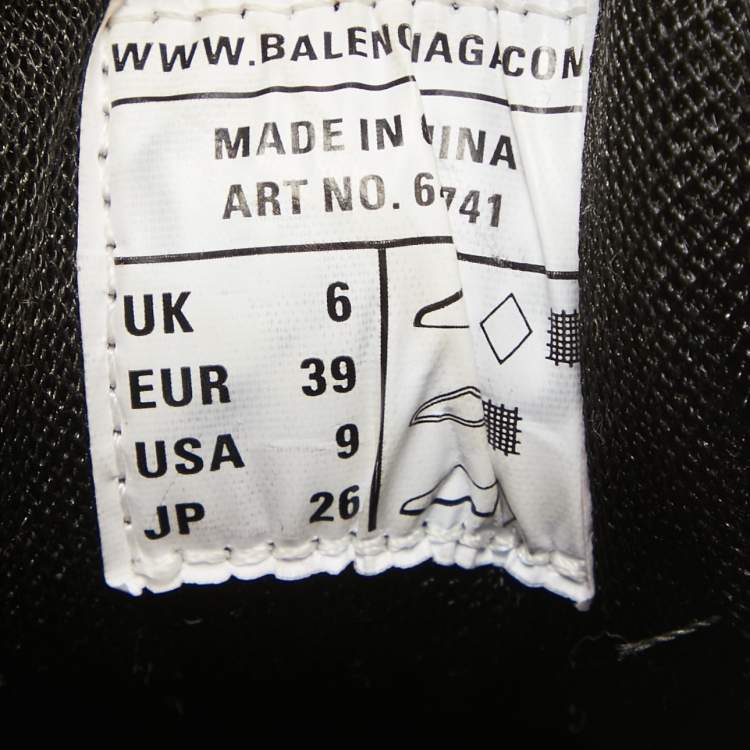 WWW.BALENCIAGA.COM
MADE IN CHINA
ART NO.
UK 6
EUR 39
USA 9
JP 26